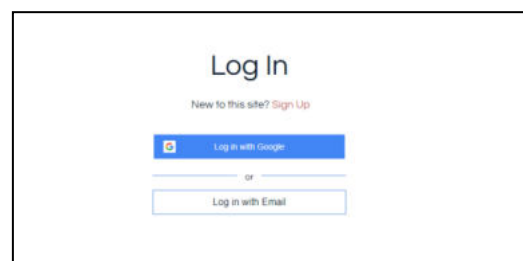 Log In
New to this site? Sign Up
G Log in with Google
or
Log in with Email